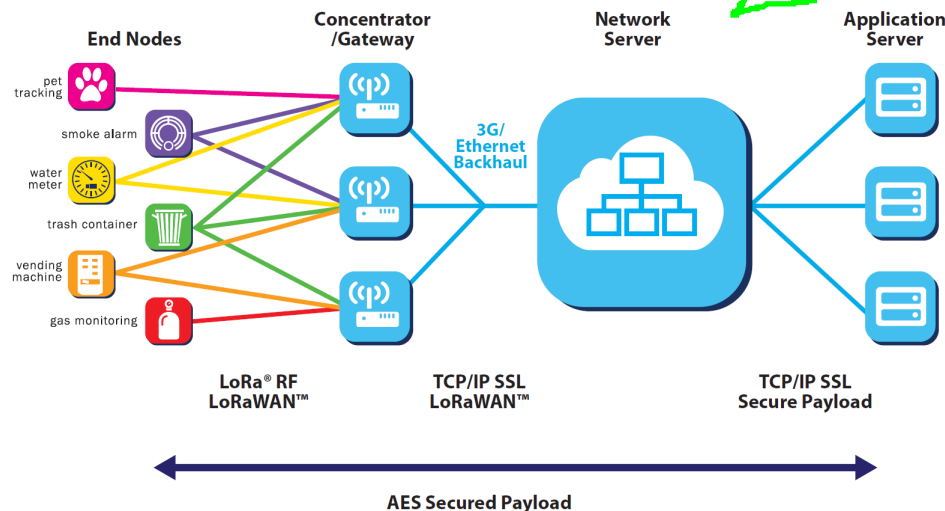 End Nodes
Concentrator
/Gateway
Network
Server
Application
Server
pet
tracking
smoke alarm
water
meter
trash container
vending
machine
gas monitoring
3G/
Ethernet
Backhaul
LoRa® RF
LoRaWAN™
TCP/IP SSL
LoRaWAN™
TCP/IP SSL
Secure Payload
AES Secured Payload